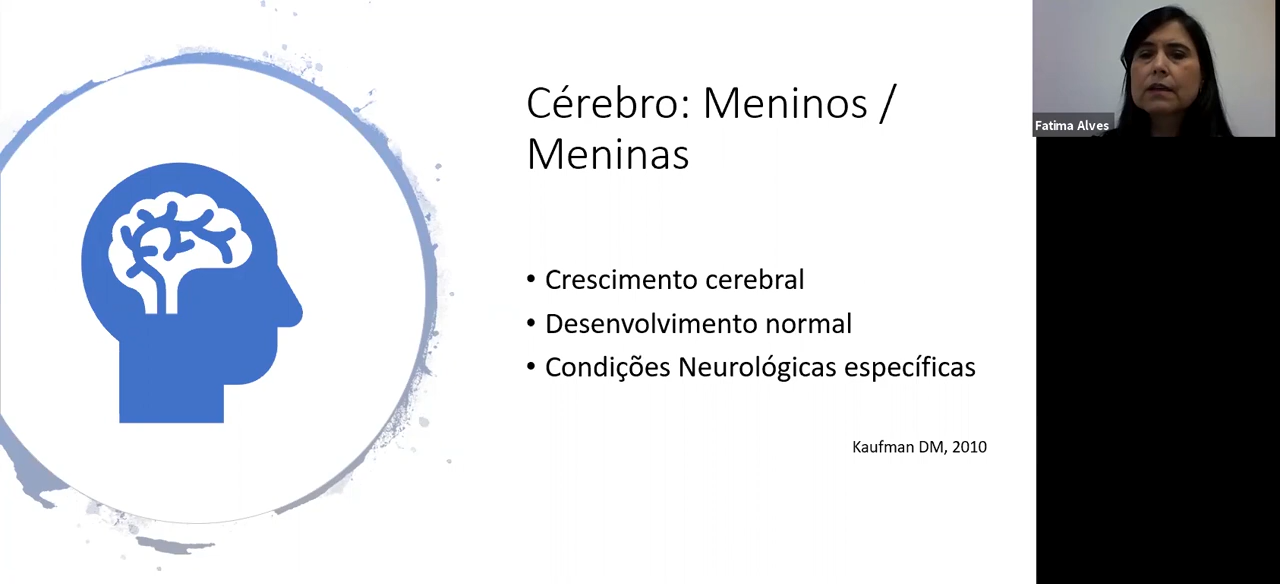 Cérebro: Meninos /
Meninas
• Crescimento cerebral
• Desenvolvimento normal
• Condições Neurológicas específicas
Kaufman DM, 2010
Fatima Alves